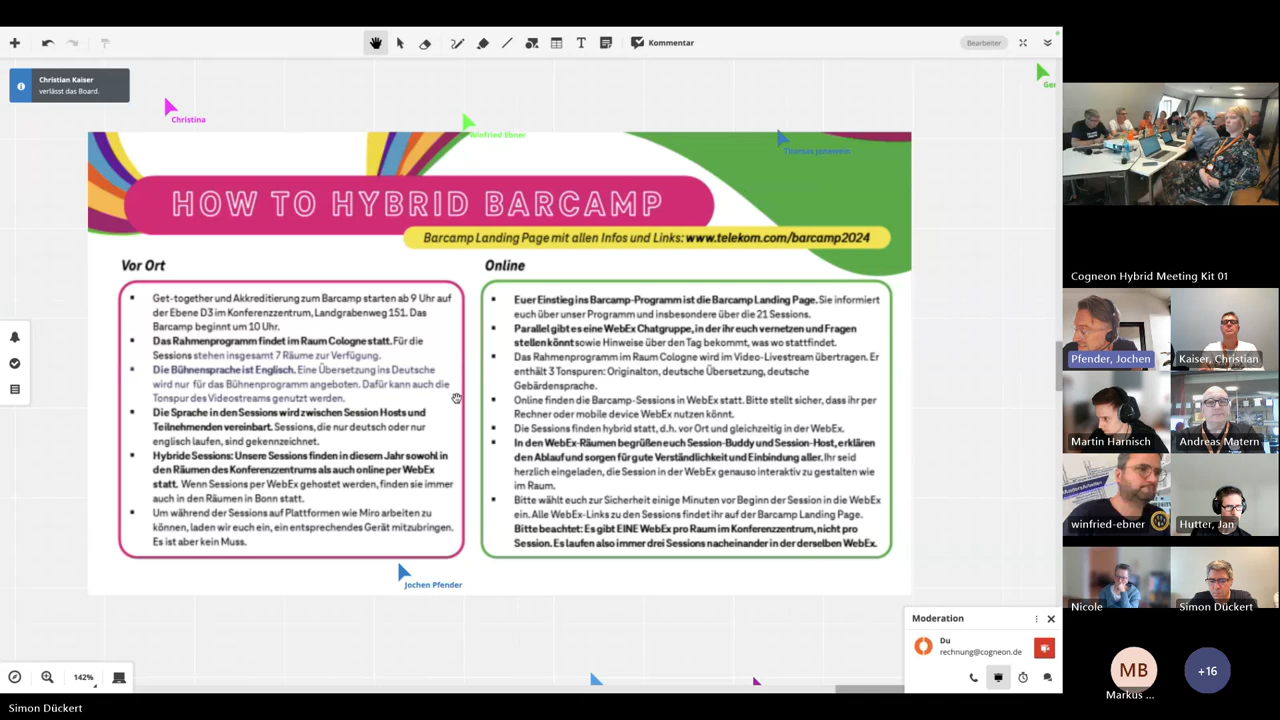 Kommentar
Bearbeiter
Christian Kaiser
verlässt das Board.
Christina
Winfried Ebner
Thomas Jenewein
Ger
HOW TO HYBRID BARCAMP
Barcamp Landing Page mit allen Infos und Links: www.telekom.com/barcamp2024
Vor Ort
Get-together und Akkreditierung zum Barcamp starten ab 9 Uhr auf
der Ebene D3 im Konferenzzentrum, Landgrabenweg 151. Das
Barcamp beginnt um 10 Uhr.
Das Rahmenprogramm findet im Raum Cologne statt. Für die
Sessions stehen insgesamt 7 Räume zur Verfügung.
Die Bühnensprache ist Englisch. Eine Übersetzung ins Deutsche
wird nur für das Bühnenprogramm angeboten. Dafür kann auch die
Tonspur des Videostreams genutzt werden.
Die Sprache in den Sessions wird zwischen Session Hosts und
Teilnehmenden vereinbart. Sessions, die nur deutsch oder nur
englisch laufen, sind gekennzeichnet.
Hybride Sessions: Unsere Sessions finden in diesem Jahr sowohl in
den Räumen des Konferenzzentrums als auch online per WebEx
statt. Wenn Sessions per WebEx gehostet werden, finden sie immer
auch in den Räumen in Bonn statt.
Um während der Sessions auf Plattformen wie Miro arbeiten zu
können, laden wir euch ein, ein entsprechendes Gerät mitzubringen.
Es ist aber kein Muss.
Online
Euer Einstieg ins Barcamp-Programm ist die Barcamp Landing Page. Sie informiert
euch über unser Programm und insbesondere über die 21 Sessions.
Parallel gibt es eine WebEx Chatgruppe, in der ihr euch vernetzen und Fragen
stellen könnt sowie Hinweise über den Tag bekommt, was wo stattfindet.
Das Rahmenprogramm im Raum Cologne wird im Video-Livestream übertragen. Er
enthält 3 Tonspuren: Originalton, deutsche Übersetzung, deutsche
Gebärdensprache.
Online finden die Barcamp-Sessions in WebEx statt. Bitte stellt sicher, dass ihr per
Rechner oder mobile device WebEx nutzen könnt.
Die Sessions finden hybrid statt, d.h. vor Ort und gleichzeitig in der WebEx.
In den WebEx-Räumen begrüßen euch Session-Buddy und Session-Host, erklären
den Ablauf und sorgen für gute Verständlichkeit und Einbindung aller. Ihr seid
herzlich eingeladen, die Session in der WebEx genauso interaktiv zu gestalten wie
im Raum.
Bitte wählt euch zur Sicherheit einige Minuten vor Beginn der Session in die WebEx
ein. Alle WebEx-Links zu den Sessions findet ihr auf der Barcamp Landing Page.
Bitte beachtet: Es gibt EINE WebEx pro Raum im Konferenzzentrum, nicht pro
Session. Es laufen also immer drei Sessions nacheinander in der derselben WebEx.
Jochen Pfender
Moderation
Du
rechnung@cogneon.de
142%
Simon Dückert
Cogneon Hybrid Meeting Kit 01
Pfender, Jochen
Kaiser, Christian
Martin Harnisch
Andreas Matern
winfried-ebner
Hutter, Jan
Nicole
Simon Dückert
MB
Markus ...
+16